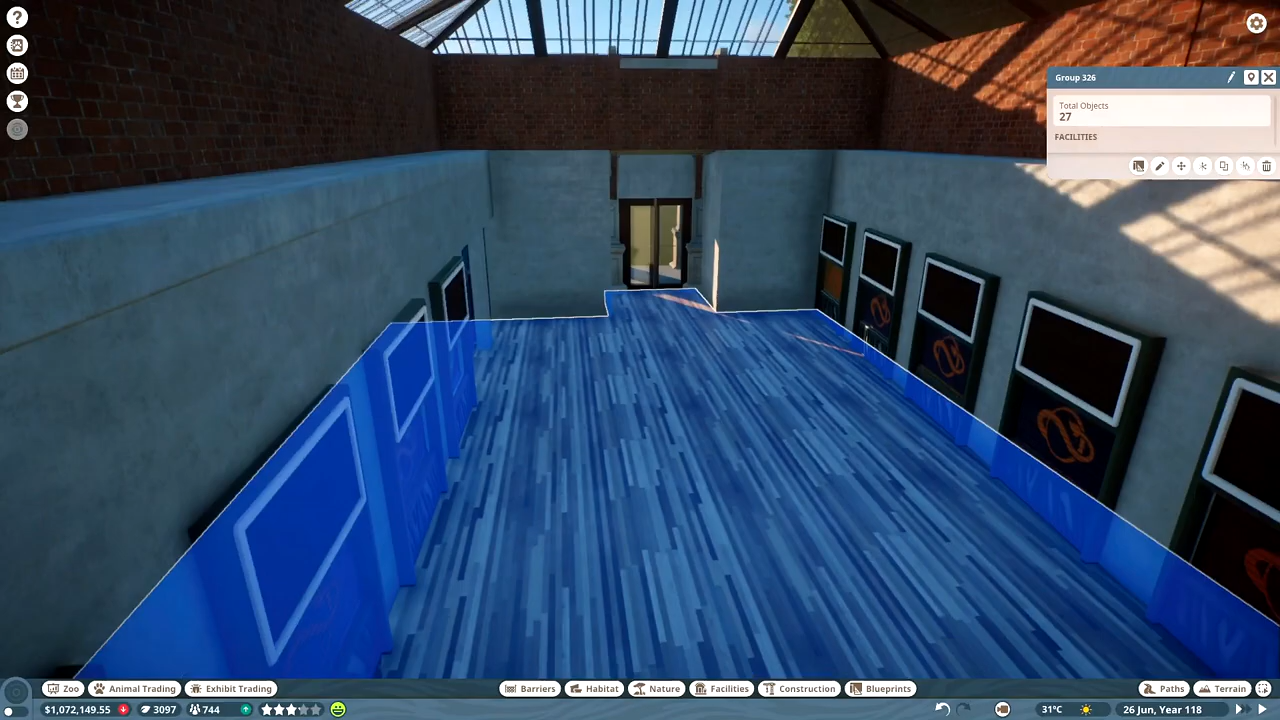 ?
Group 326
Total Objects
27
FACILITIES
Zoo
Animal Trading
Exhibit Trading
Barriers
Habitat
Nature
Facilities
Construction
Blueprints
Paths
Terrain
$1,072,149.55
3097
744
31°C
26 Jun, Year 118